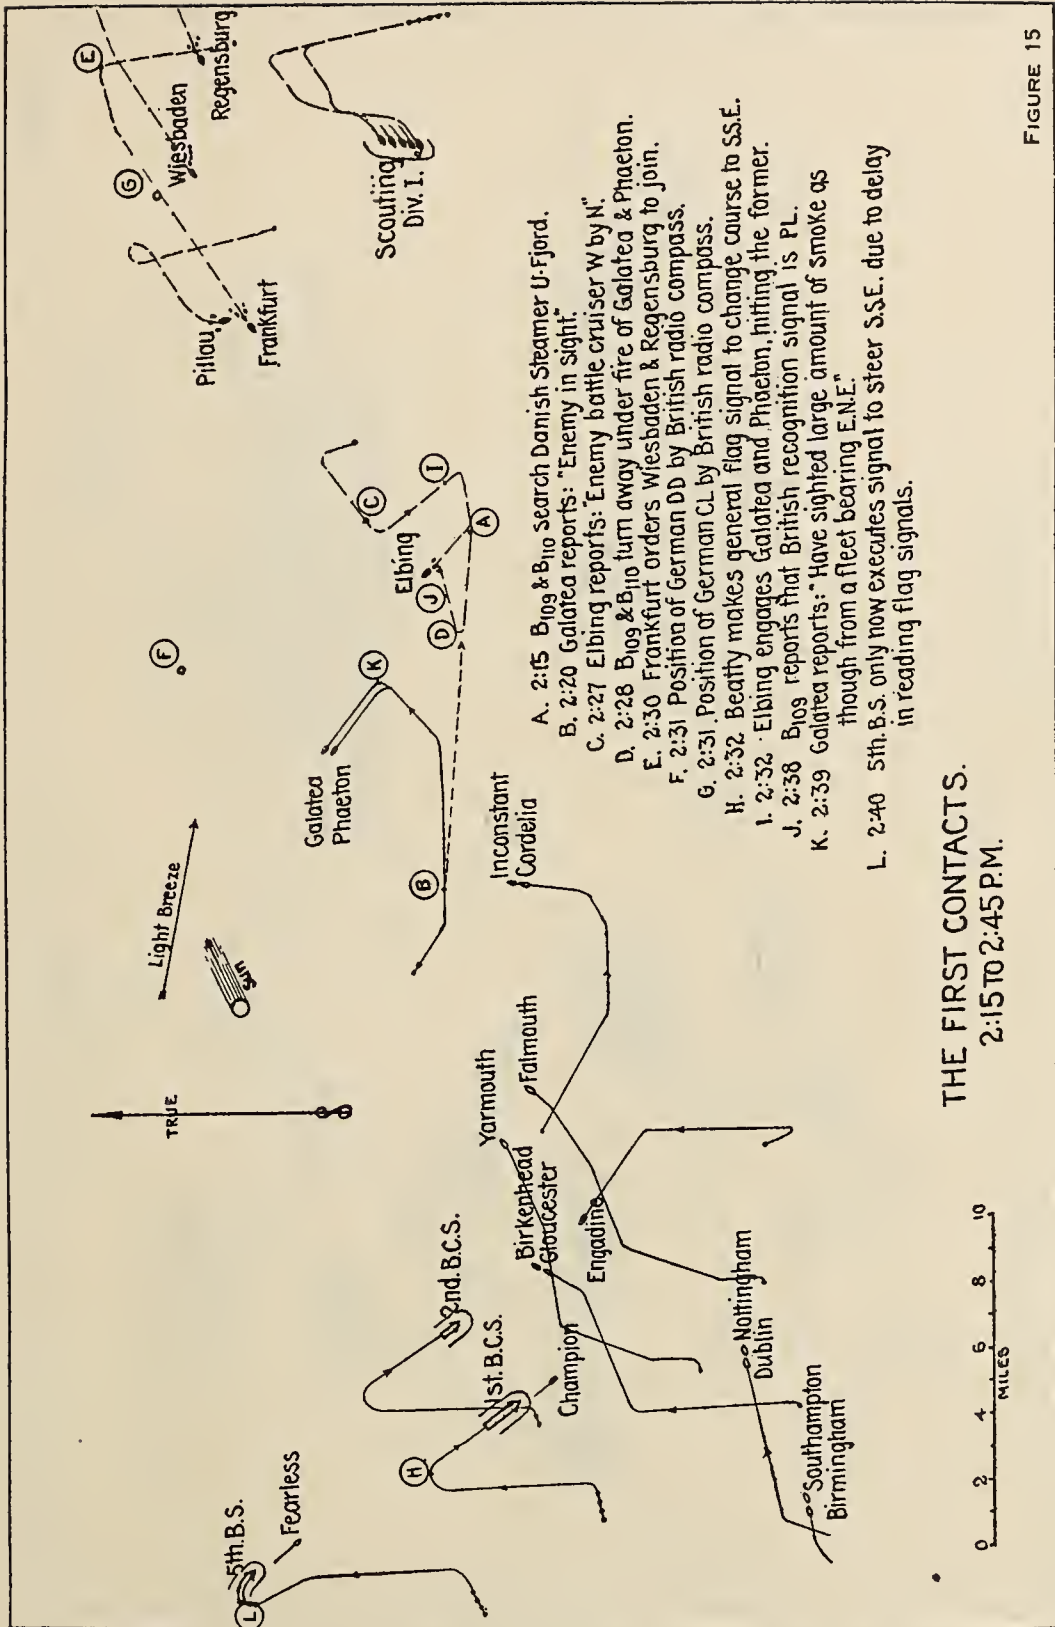 5th.B.S.
L
Fearless
H
1st.B.C.S.
2nd.B.C.S.
Champion
Southampton
Birmingham
Nottingham
Dublin
Birkenhead
Gloucester
Engadine
Yarmouth
Falmouth
TRUE
Light Breeze
Sun
Inconstant
Cordelia
B
Galatea
Phaeton
K
F
D
J
Elbing
A
C
I
Pillau
Frankfurt
G
Wiesbaden
E
Regensburg
Scouting
Div. I.
A. 2:15 B109 & B110 search Danish Steamer U-Fjord.
B. 2:20 Galatea reports: "Enemy in sight."
C. 2:27 Elbing reports: "Enemy battle cruiser W by N."
D. 2:28 B109 & B110 turn away under fire of Galatea & Phaeton.
E. 2:30 Frankfurt orders Wiesbaden & Regensburg to join.
F. 2:31 Position of German DD by British radio compass.
G. 2:31 Position of German CL by British radio compass.
H. 2:32 Beatty makes general flag signal to change course to S.S.E.
I. 2:32 Elbing engages Galatea and Phaeton, hitting the former.
J. 2:38 B109 reports that British recognition signal is PL.
K. 2:39 Galatea reports: "Have sighted large amount of smoke as
though from a fleet bearing E.N.E."
L. 2:40 5th.B.S. only now executes signal to steer S.S.E. due to delay
in reading flag signals.
THE FIRST CONTACTS.
2:15 TO 2:45 P.M.
0 2 4 6 8 10
MILES
FIGURE 15